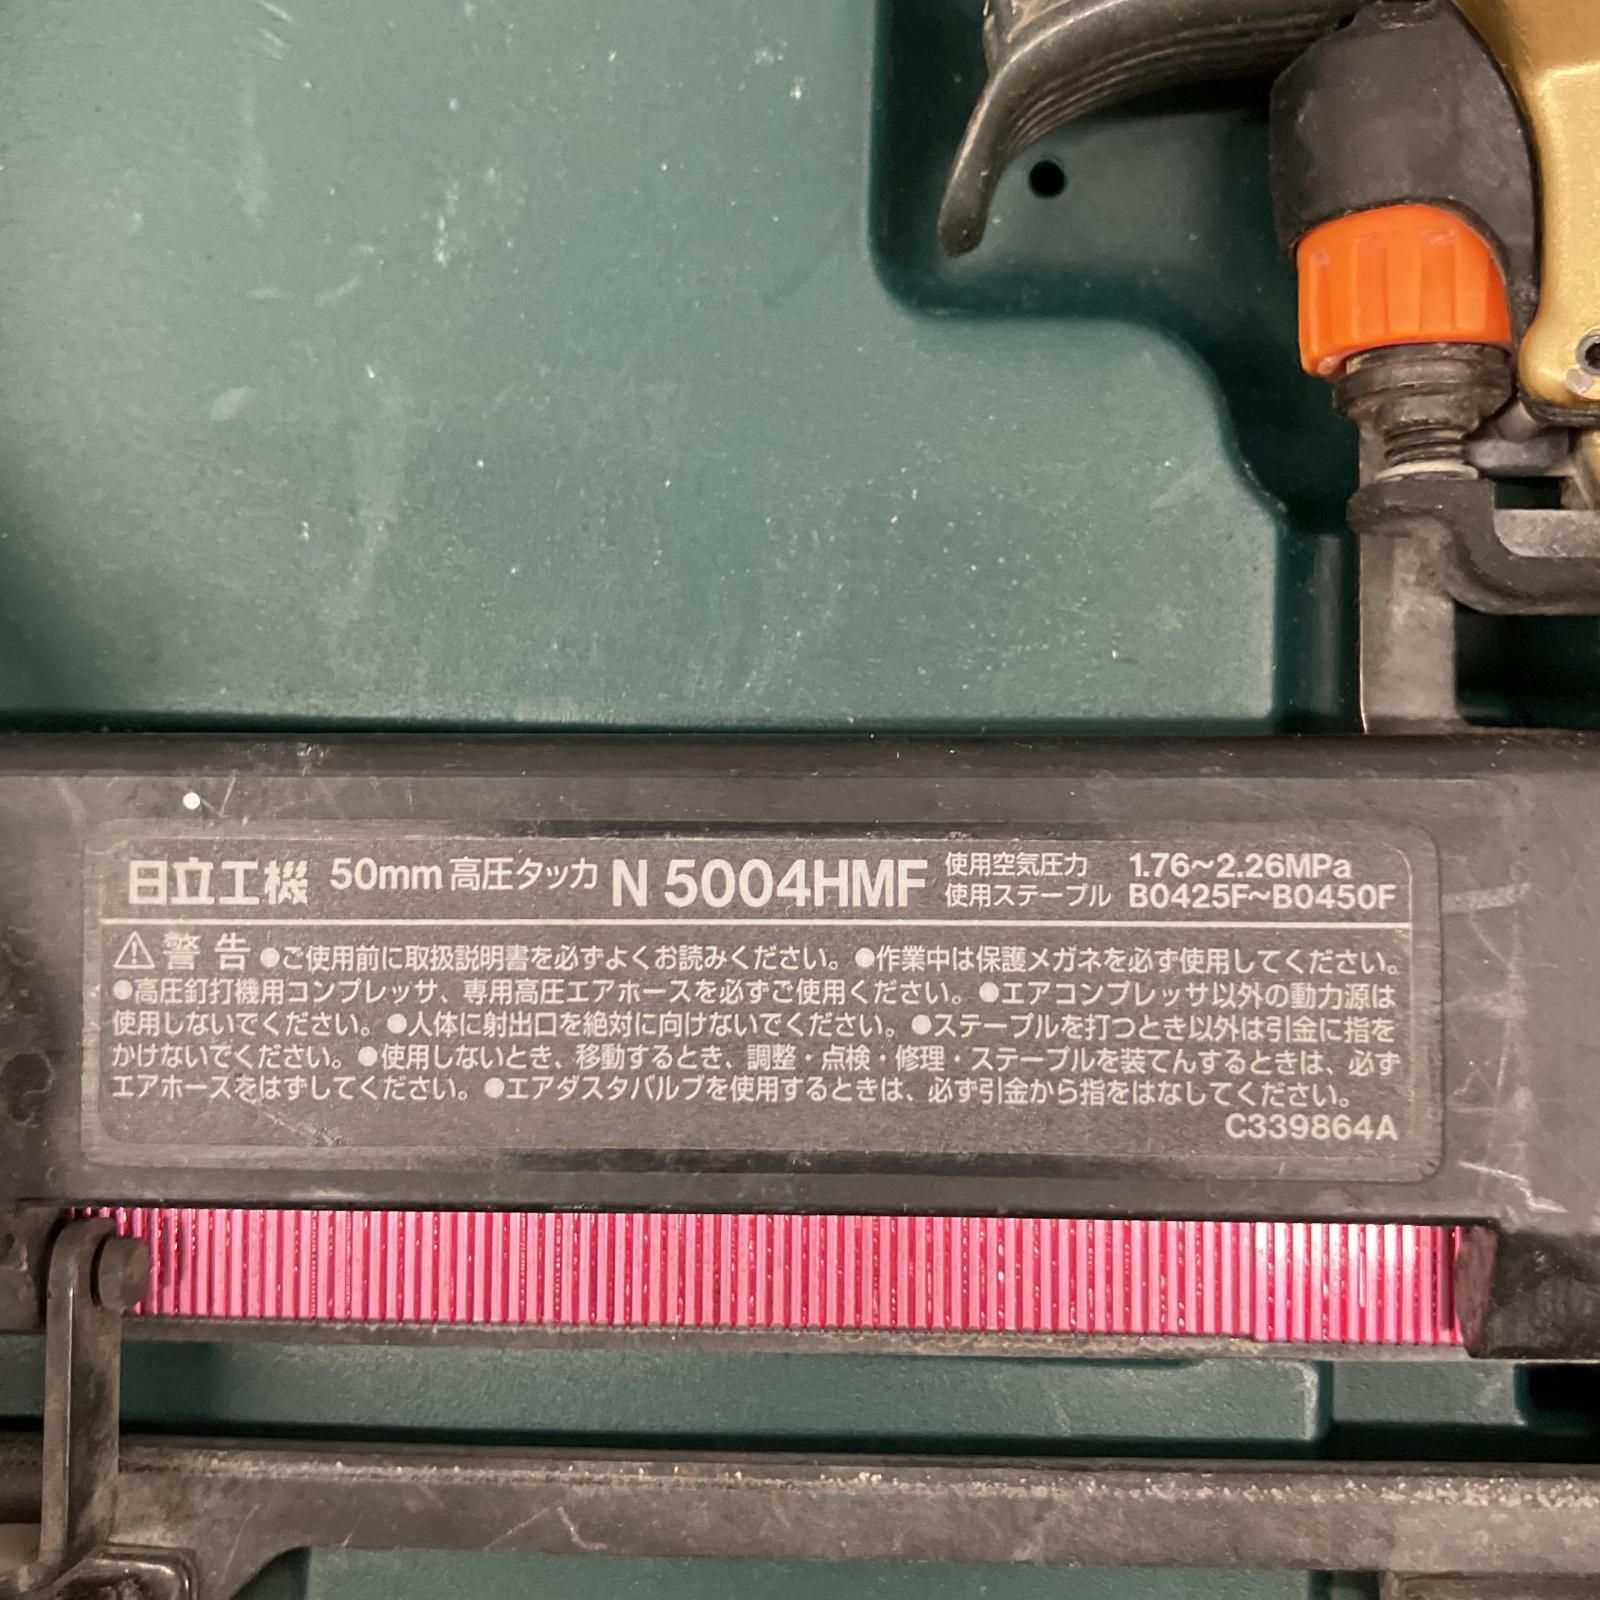 日立工機 50mm 高圧タッカ N 5004HMF 使用空気圧力 1.76～2.26MPa
使用ステープル B0425F～B0450F
⚠警告 ●ご使用前に取扱説明書を必ずよくお読みください。●作業中は保護メガネを必ず使用してください。
●高圧釘打機用コンプレッサ、専用高圧エアホースを必ずご使用ください。●エアコンプレッサ以外の動力源は
使用しないでください。●人体に射出口を絶対に向けないでください。●ステープルを打つとき以外は引金に指を
かけないでください。●使用しないとき、移動するとき、調整・点検・修理・ステープルを装てんするときは、必ず
エアホースをはずしてください。●エアダスタバルブを使用するときは、必ず引金から指をはなしてください。
C339864A